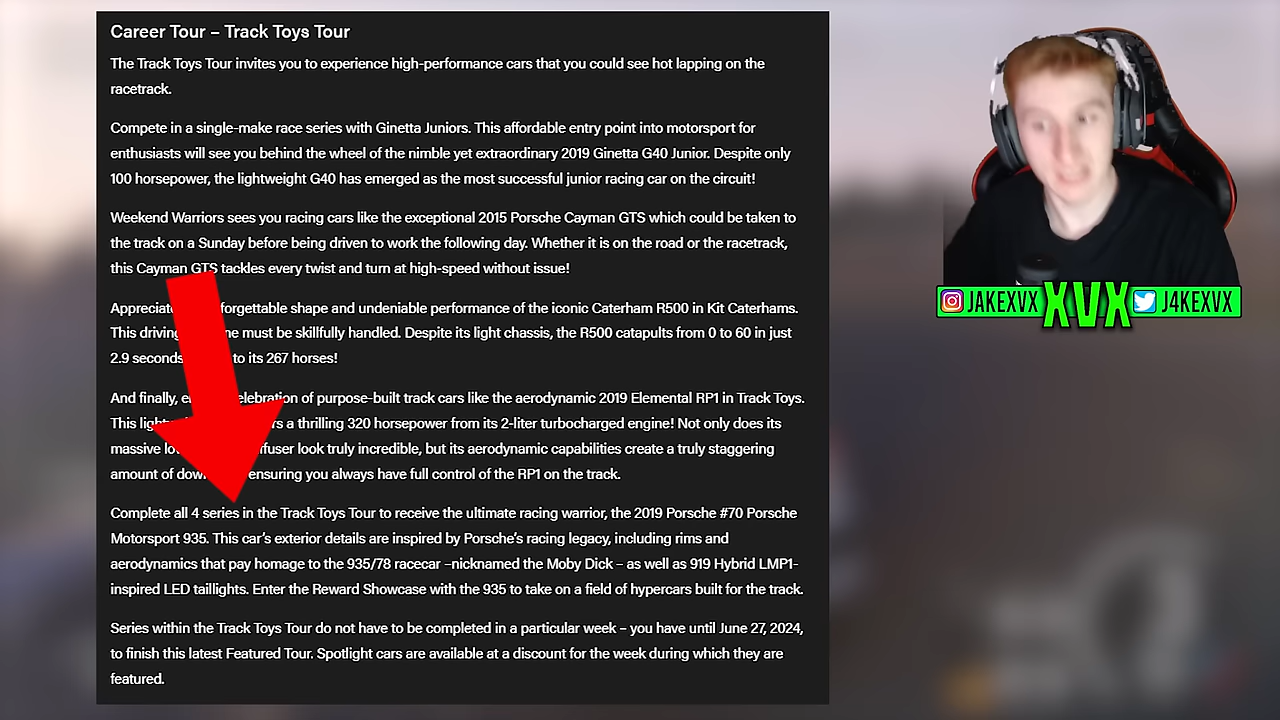 Career Tour – Track Toys Tour
The Track Toys Tour invites you to experience high-performance cars that you could see hot lapping on the
racetrack.
Compete in a single-make race series with Ginetta Juniors. This affordable entry point into motorsport for
enthusiasts will see you behind the wheel of the nimble yet extraordinary 2019 Ginetta G40 Junior. Despite only
100 horsepower, the lightweight G40 has emerged as the most successful junior racing car on the circuit!
Weekend Warriors sees you racing cars like the exceptional 2015 Porsche Cayman GTS which could be taken to
the track on a Sunday before being driven to work the following day. Whether it is on the road or the racetrack,
this Cayman GTS tackles every twist and turn at high-speed without issue!
shape and undeniable performance of the iconic Caterham R500 in Kit Caterhams.
This driving must be skillfully handled. Despite its light chassis, the R500 catapults from 0 to 60 in just
2.9 seconds to its 267 horses!
And finally, of purpose-built track cars like the aerodynamic 2019 Elemental RP1 in Track Toys.
This a thrilling 320 horsepower from its 2-liter turbocharged engine! Not only does its
massive look truly incredible, but its aerodynamic capabilities create a truly staggering
amount of ensuring you always have full control of the RP1 on the track.
Complete all 4 series in the Track Toys Tour to receive the ultimate racing warrior, the 2019 Porsche #70 Porsche
Motorsport 935. This car's exterior details are inspired by Porsche's racing legacy, including rims and
aerodynamics that pay homage to the 935/78 racecar –nicknamed the Moby Dick – as well as 919 Hybrid LMP1-
inspired LED taillights. Enter the Reward Showcase with the 935 to take on a field of hypercars built for the track.
Series within the Track Toys Tour do not have to be completed in a particular week – you have until June 27, 2024,
to finish this latest Featured Tour. Spotlight cars are available at a discount for the week during which they are
featured.
JAKEXVX XVX J4KEXVX